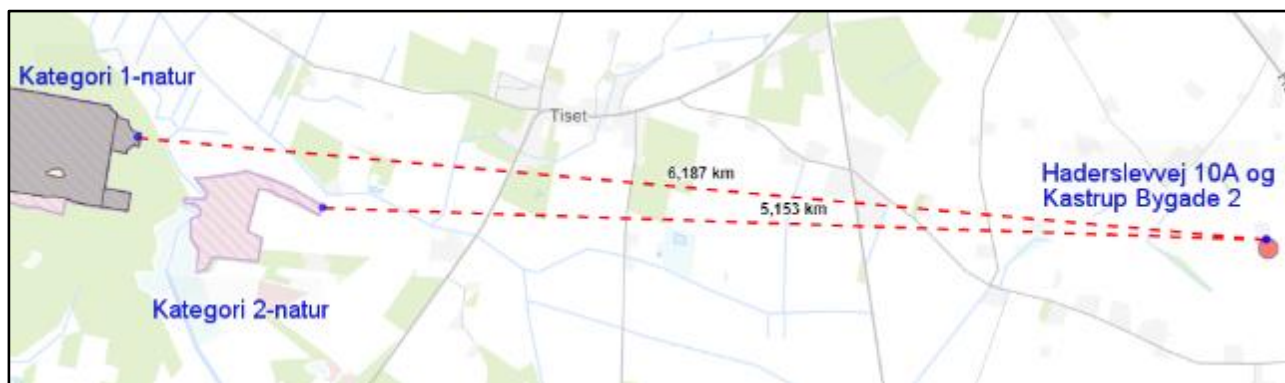 Kategori 1-natur
Tiset
6,187 km
Haderslevvej 10A og
Kastrup Bygade 2
5,153 km
Kategori 2-natur